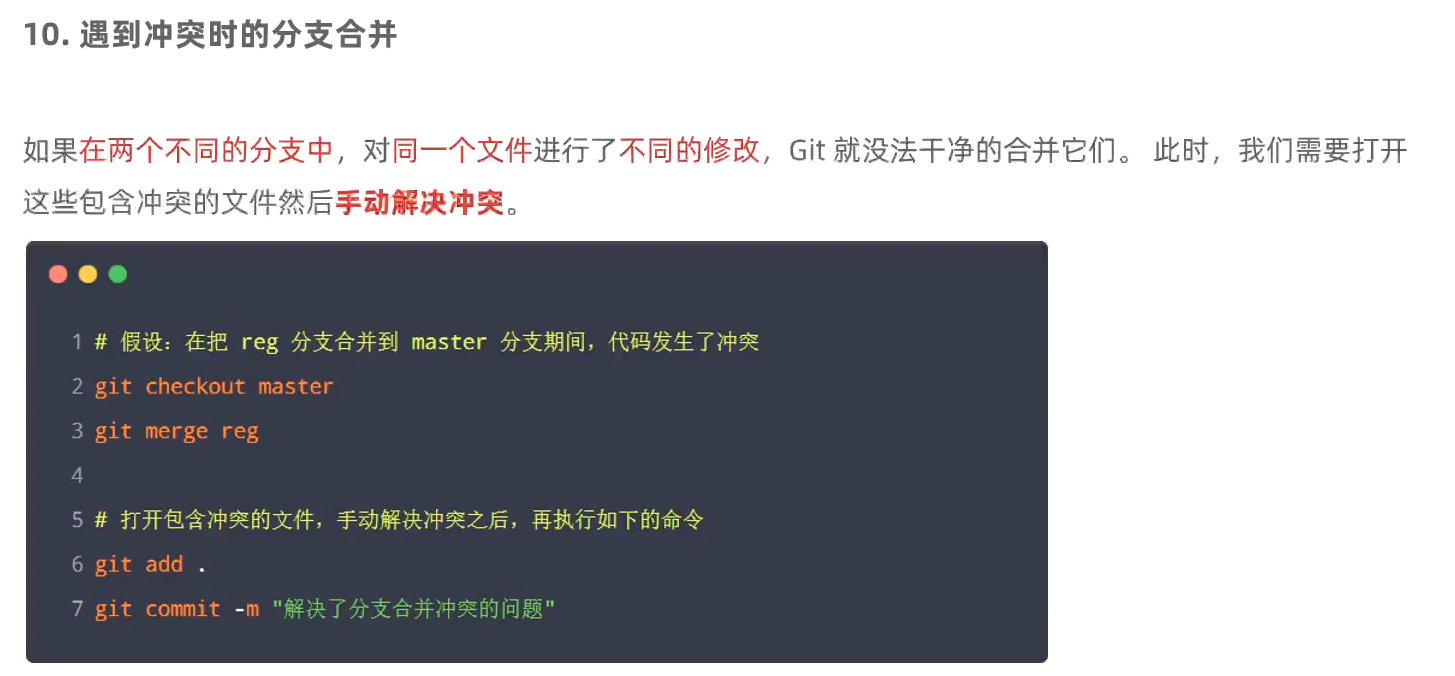 10. 遇到冲突时的分支合并
如果在两个不同的分支中，对同一个文件进行了不同的修改，Git 就没法干净的合并它们。 此时，我们需要打开
这些包含冲突的文件然后手动解决冲突。
1 # 假设：在把 reg 分支合并到 master 分支期间，代码发生了冲突
2 git checkout master
3 git merge reg
4
5 # 打开包含冲突的文件，手动解决冲突之后，再执行如下的命令
6 git add .
7 git commit -m "解决了分支合并冲突的问题"